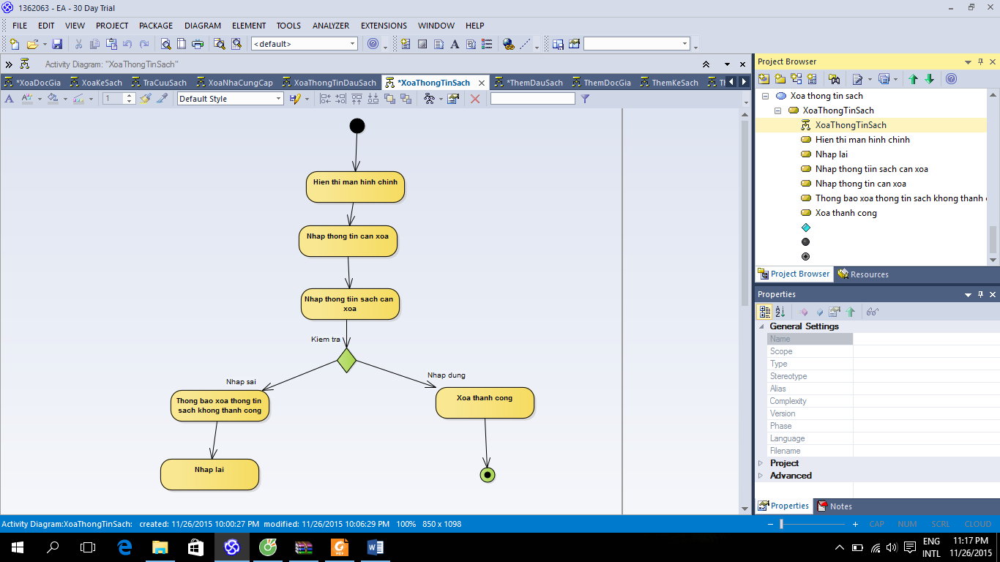 1362063 - EA - 30 Day Trial
FILE EDIT VIEW PROJECT PACKAGE DIAGRAM ELEMENT TOOLS ANALYZER EXTENSIONS WINDOW HELP
<default>
Activity Diagram: "XoaThongTinSach"
*XoaDocGia XoaKeSach TraCuuSach XoaNhaCungCap XoaThongTinDauSach *XoaThongTinSach *ThemDauSach ThemDocGia ThemKeSach
1 Default Style
Hien thi man hinh chinh
Nhap thong tin can xoa
Nhap thong tiin sach can
xoa
Kiem tra
Nhap sai
Nhap dung
Thong bao xoa thong tin
sach khong thanh cong
Xoa thanh cong
Nhap lai
Project Browser
Xoa thong tin sach
XoaThongTinSach
XoaThongTinSach
Hien thi man hinh chinh
Nhap lai
Nhap thong tiin sach can xoa
Nhap thong tin can xoa
Thong bao xoa thong tin sach khong thanh
Xoa thanh cong
Project Browser Resources
Properties
General Settings
Name
Scope
Type
Stereotype
Alias
Complexity
Version
Phase
Language
Filename
Project
Advanced
Properties Notes
Activity Diagram:XoaThongTinSach: created: 11/26/2015 10:00:27 PM modified: 11/26/2015 10:06:29 PM 100% 850 x 1098
CAP NUM SCRL CLOUD
ENG
INTL
11:17 PM
11/26/2015